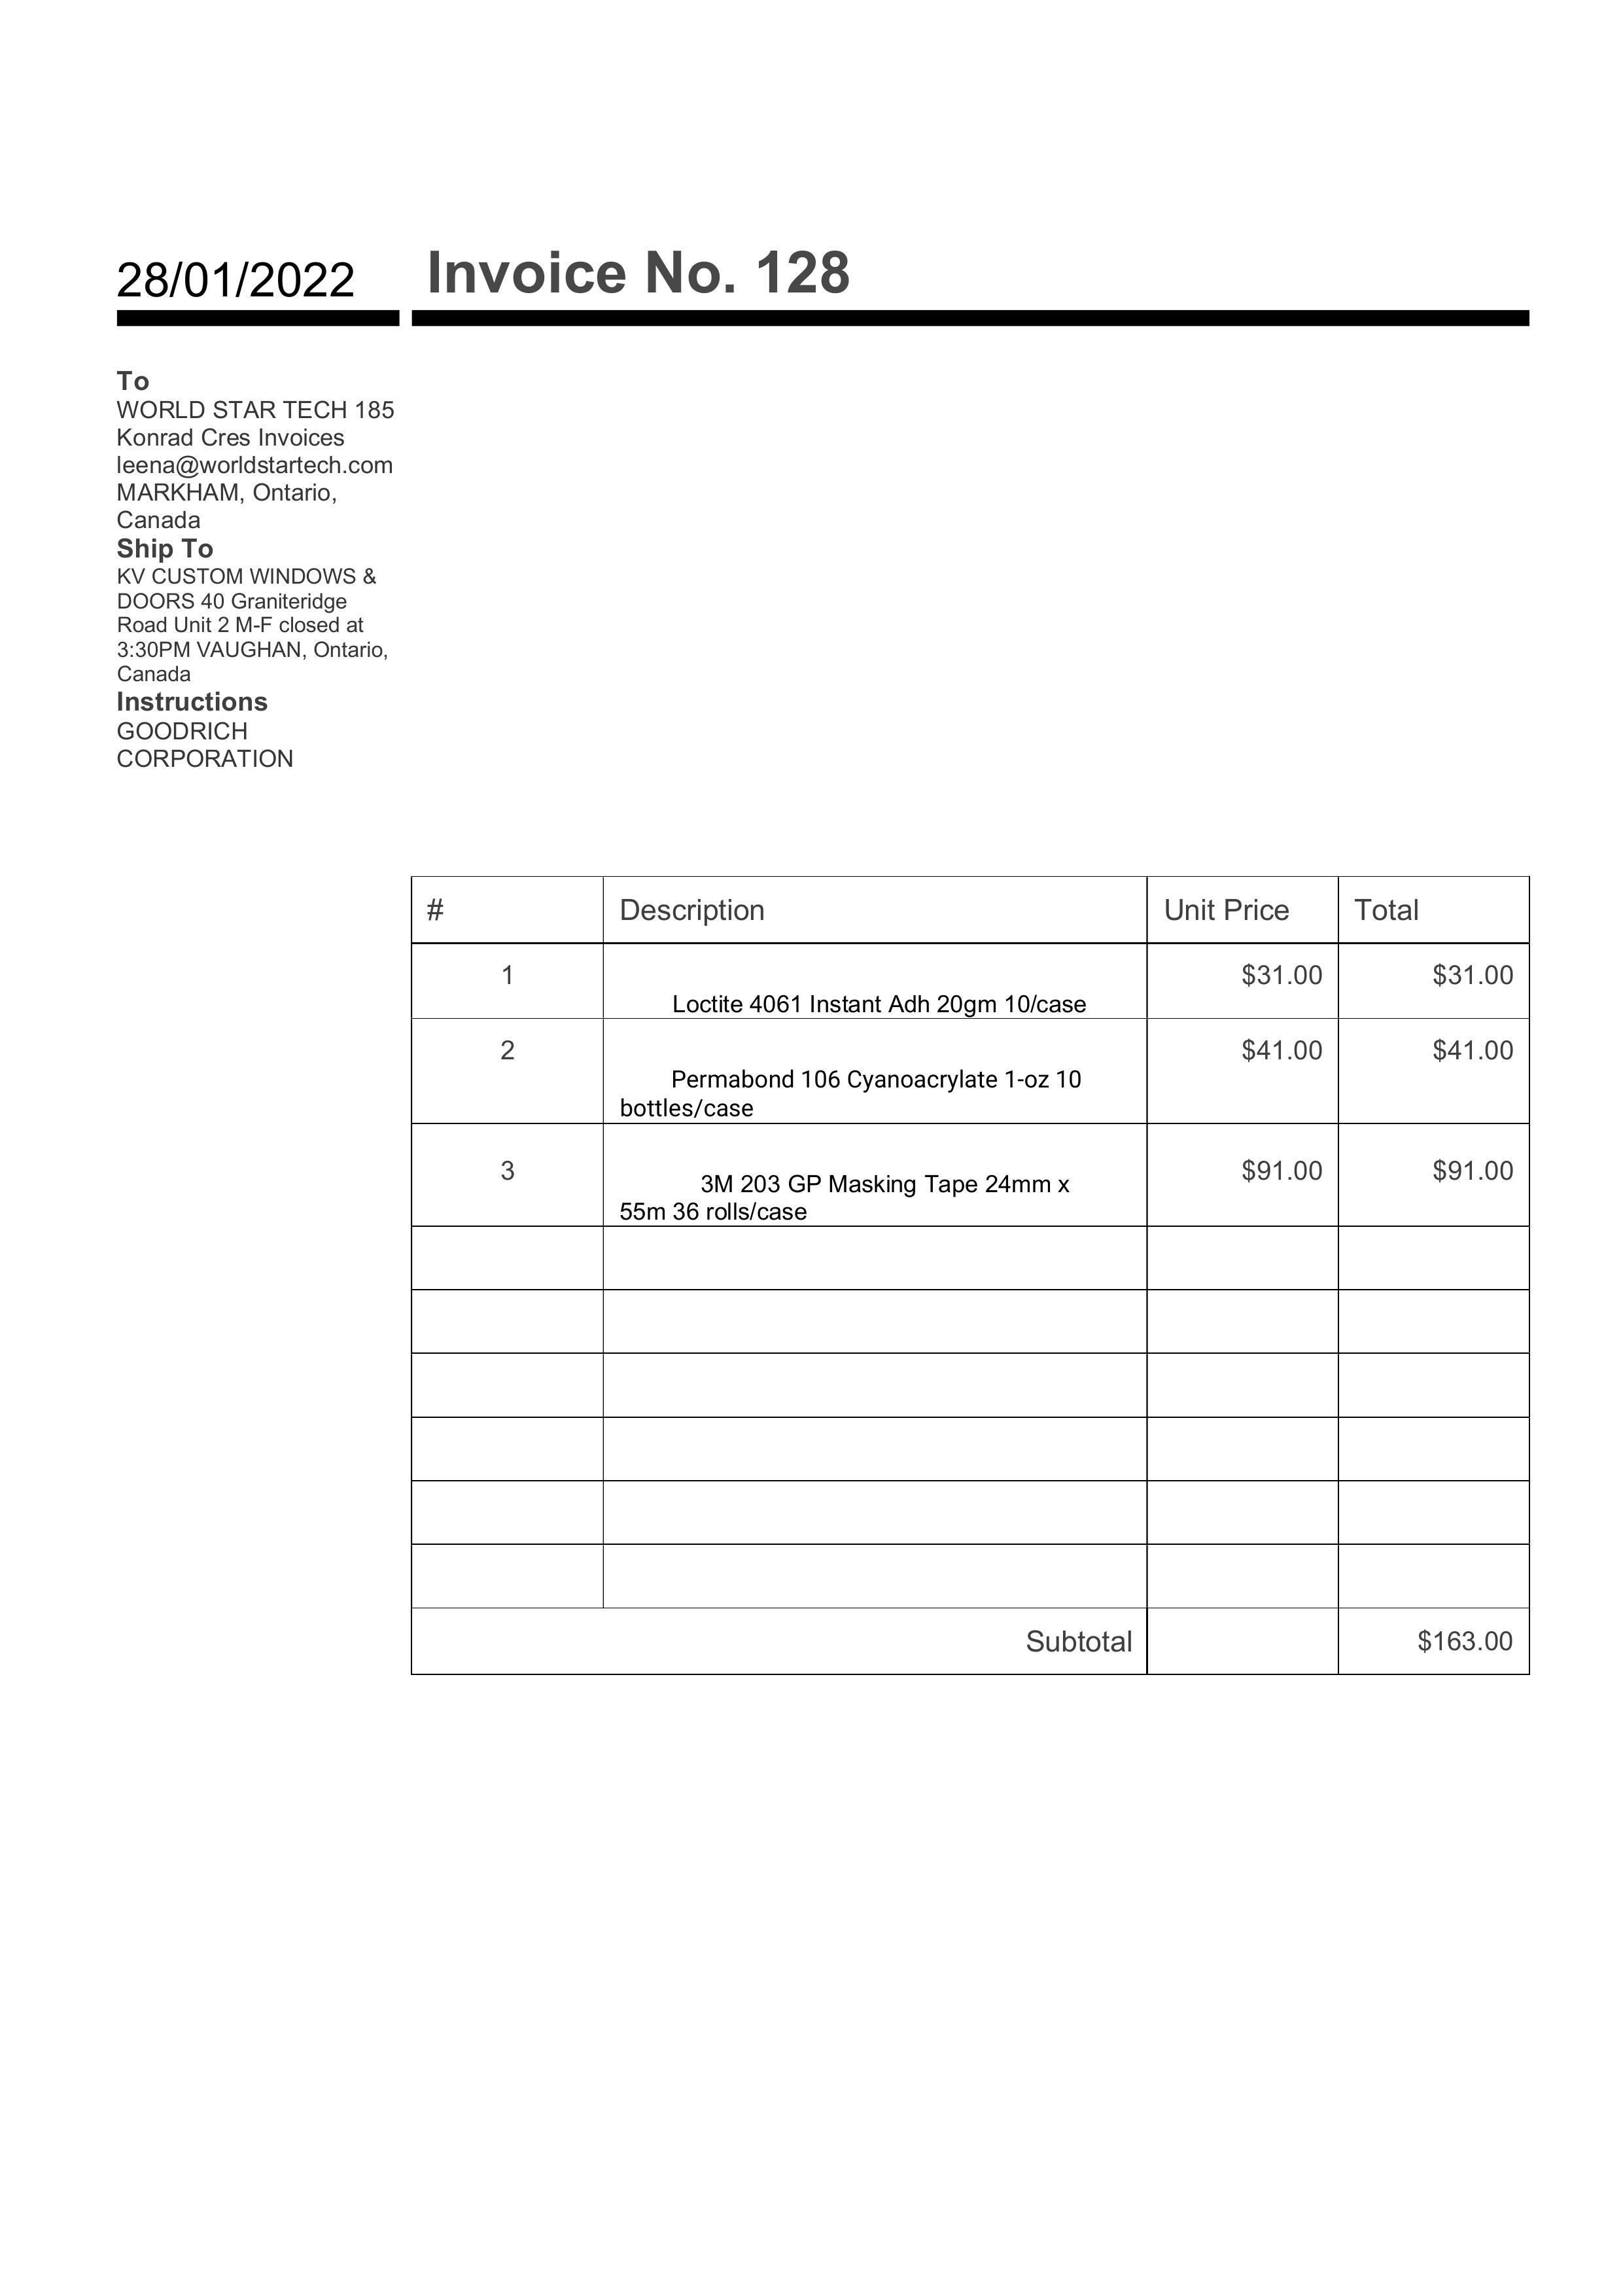 28/01/2022
Invoice No. 128
To
WORLD STAR TECH 185
Konrad Cres Invoices
leena@worldstartech.com
MARKHAM, Ontario,
Canada
Ship To
KV CUSTOM WINDOWS &
DOORS 40 Graniteridge
Road Unit 2 M-F closed at
3:30PM VAUGHAN, Ontario,
Canada
Instructions
GOODRICH
CORPORATION
# Description Unit Price Total
1 Loctite 4061 Instant Adh 20gm 10/case $31.00 $31.00
2 Permabond 106 Cyanoacrylate 1-oz 10 $41.00 $41.00
bottles/case
3 3M 203 GP Masking Tape 24mm x $91.00 $91.00
55m 36 rolls/case
Subtotal $163.00